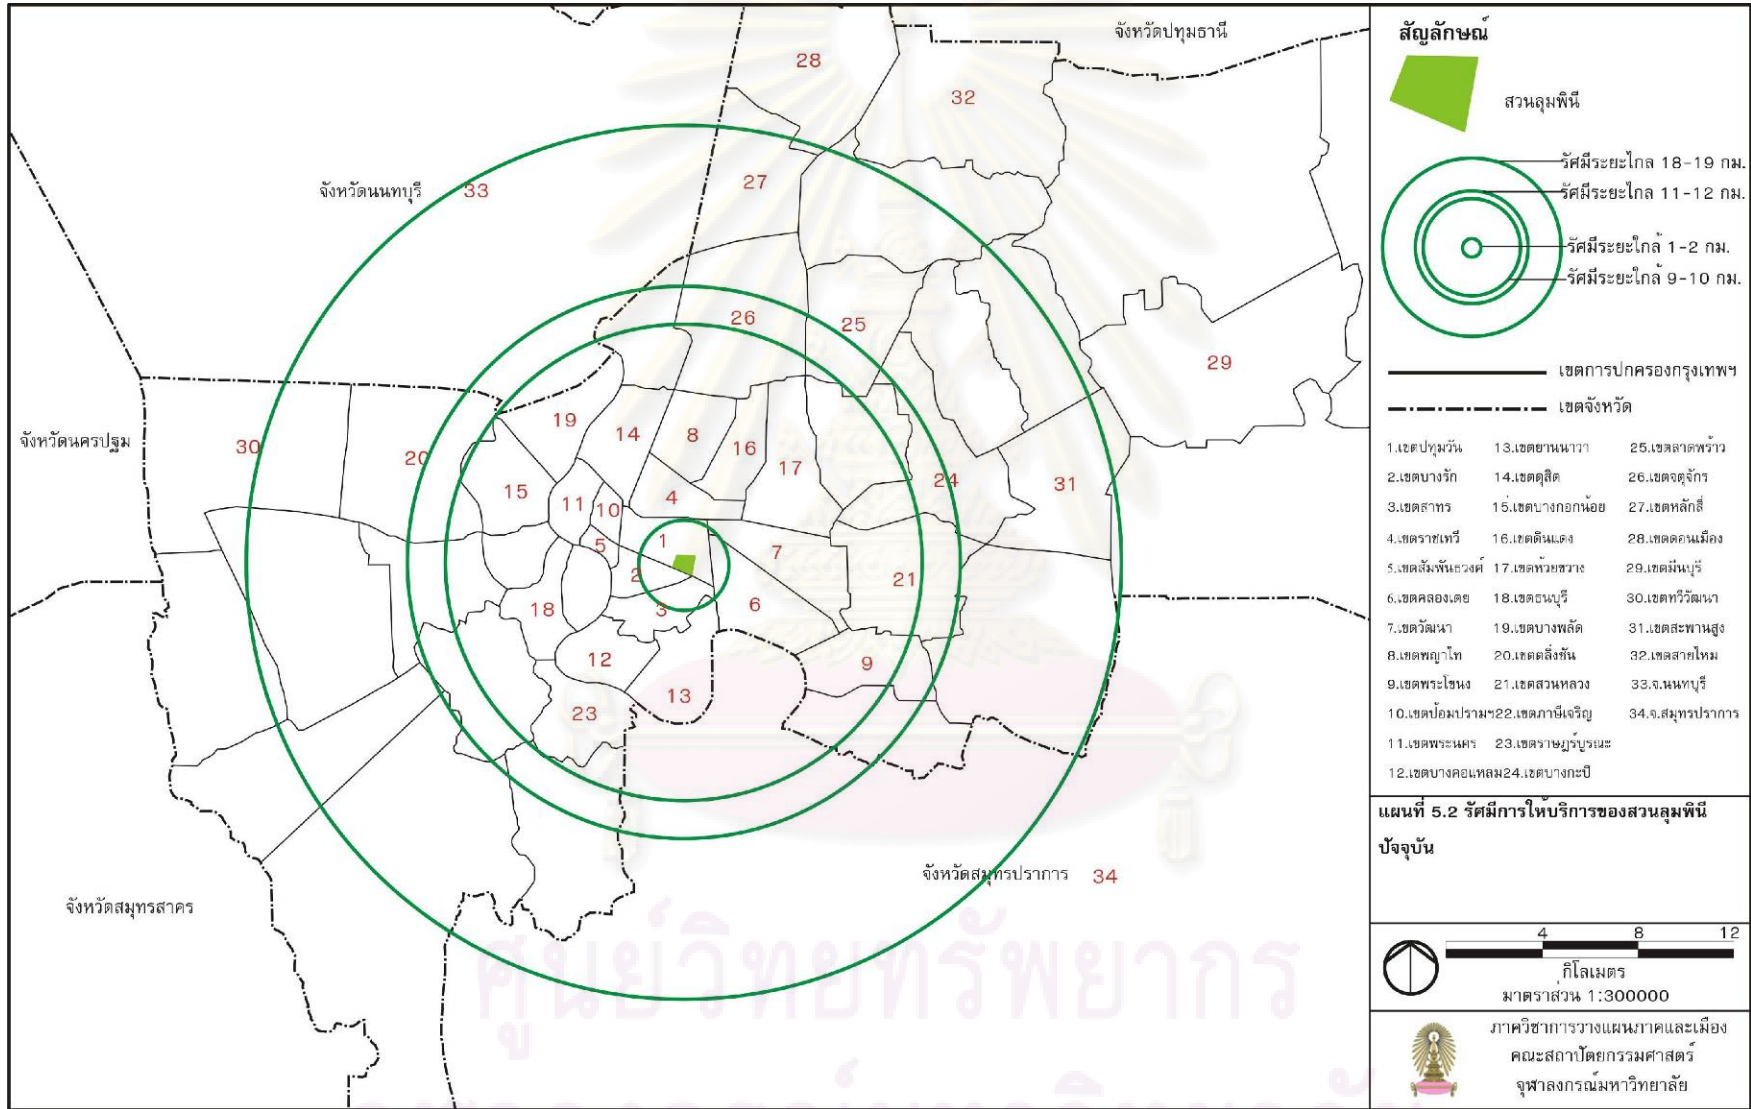 จังหวัดปทุมธานี
28
32
27
จังหวัดนนทบุรี
33
26
25
29
19
14
8
16
17
จังหวัดนครปฐม
30
20
15
11
10
4
24
31
5
1
7
2
21
18
3
6
12
9
13
23
จังหวัดสมุทรปราการ
34
จังหวัดสมุทรสาคร
สัญลักษณ์
สวนลุมพินี
รัศมีระยะไกล 18-19 กม.
รัศมีระยะไกล 11-12 กม.
รัศมีระยะใกล้ 1-2 กม.
รัศมีระยะใกล้ 9-10 กม.
เขตการปกครองกรุงเทพฯ
เขตจังหวัด
1.เขตปทุมวัน 13.เขตยานนาวา 25.เขตลาดพร้าว
2.เขตบางรัก 14.เขตดุสิต 26.เขตจตุจักร
3.เขตสาทร 15.เขตบางกอกน้อย 27.เขตหลักสี่
4.เขตราชเทวี 16.เขตดินแดง 28.เขตดอนเมือง
5.เขตสัมพันธวงศ์ 17.เขตห้วยขวาง 29.เขตมีนบุรี
6.เขตคลองเตย 18.เขตธนบุรี 30.เขตทวีวัฒนา
7.เขตวัฒนา 19.เขตบางพลัด 31.เขตสะพานสูง
8.เขตพญาไท 20.เขตตลิ่งชัน 32.เขตสายไหม
9.เขตพระโขนง 21.เขตสวนหลวง 33.จ.นนทบุรี
10.เขตป้อมปรามฯ 22.เขตภาษีเจริญ 34.จ.สมุทรปราการ
11.เขตพระนคร 23.เขตราษฎร์บูรณะ
12.เขตบางคอแหลม 24.เขตบางกะปิ
แผนที่ 5.2 รัศมีการให้บริการของสวนลุมพินี
ปัจจุบัน
4 8 12
กิโลเมตร
มาตราส่วน 1:300000
ภาควิชาการวางแผนภาคและเมือง
คณะสถาปัตยกรรมศาสตร์
จุฬาลงกรณ์มหาวิทยาลัย
ศูนย์วิทยทรัพยากร
จุฬาลงกรณ์มหาวิทยาลัย